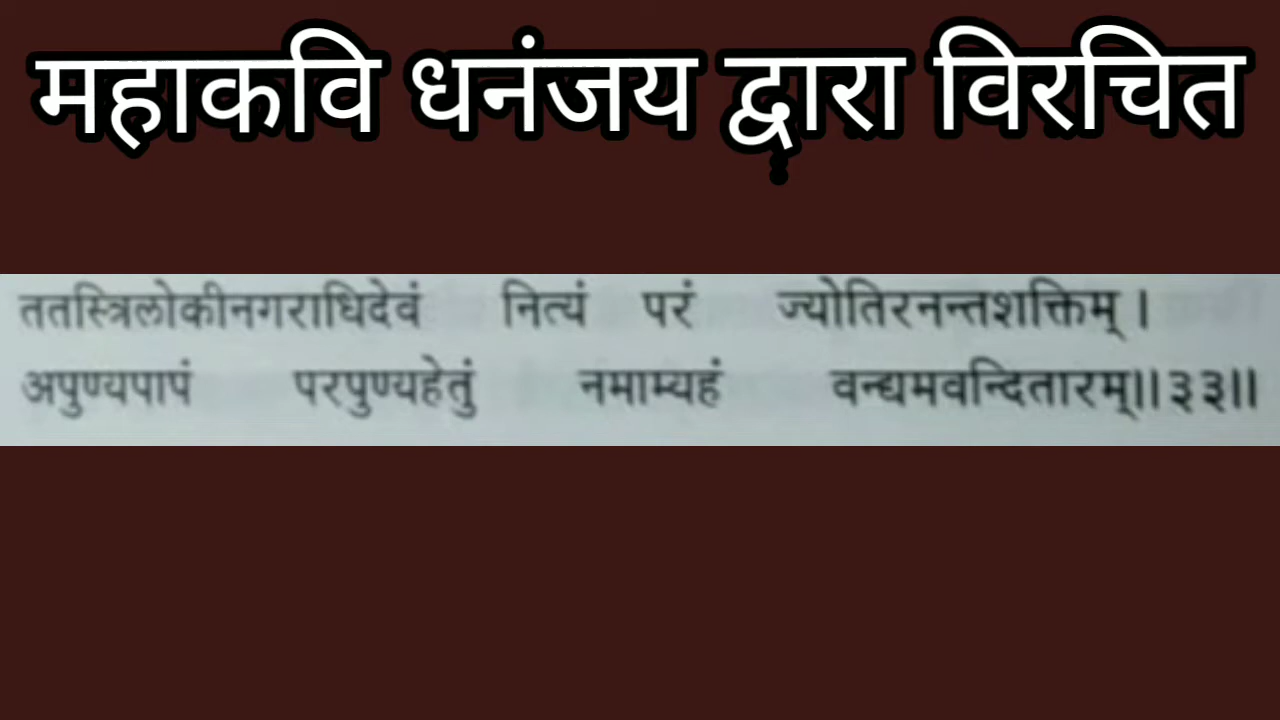 महाकवि धनंजय द्वारा विरचित
ततस्त्रिलोकीनगराधिदेवं नित्यं परं ज्योतिरनन्तशक्तिम् ।
अपुण्यपापं परपुण्यहेतुं नमाम्यहं वन्द्यमवन्दितारम्॥३३॥